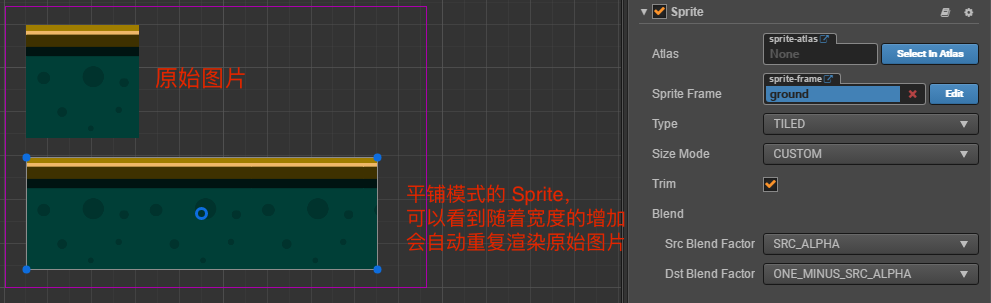 原始图片
平铺模式的 Sprite,
可以看到随着宽度的增加
会自动重复渲染原始图片
Sprite
Atlas
sprite-atlas
None
Select In Atlas
Sprite Frame
sprite-frame
ground
Edit
Type
TILED
Size Mode
CUSTOM
Trim
Blend
Src Blend Factor
SRC_ALPHA
Dst Blend Factor
ONE_MINUS_SRC_ALPHA